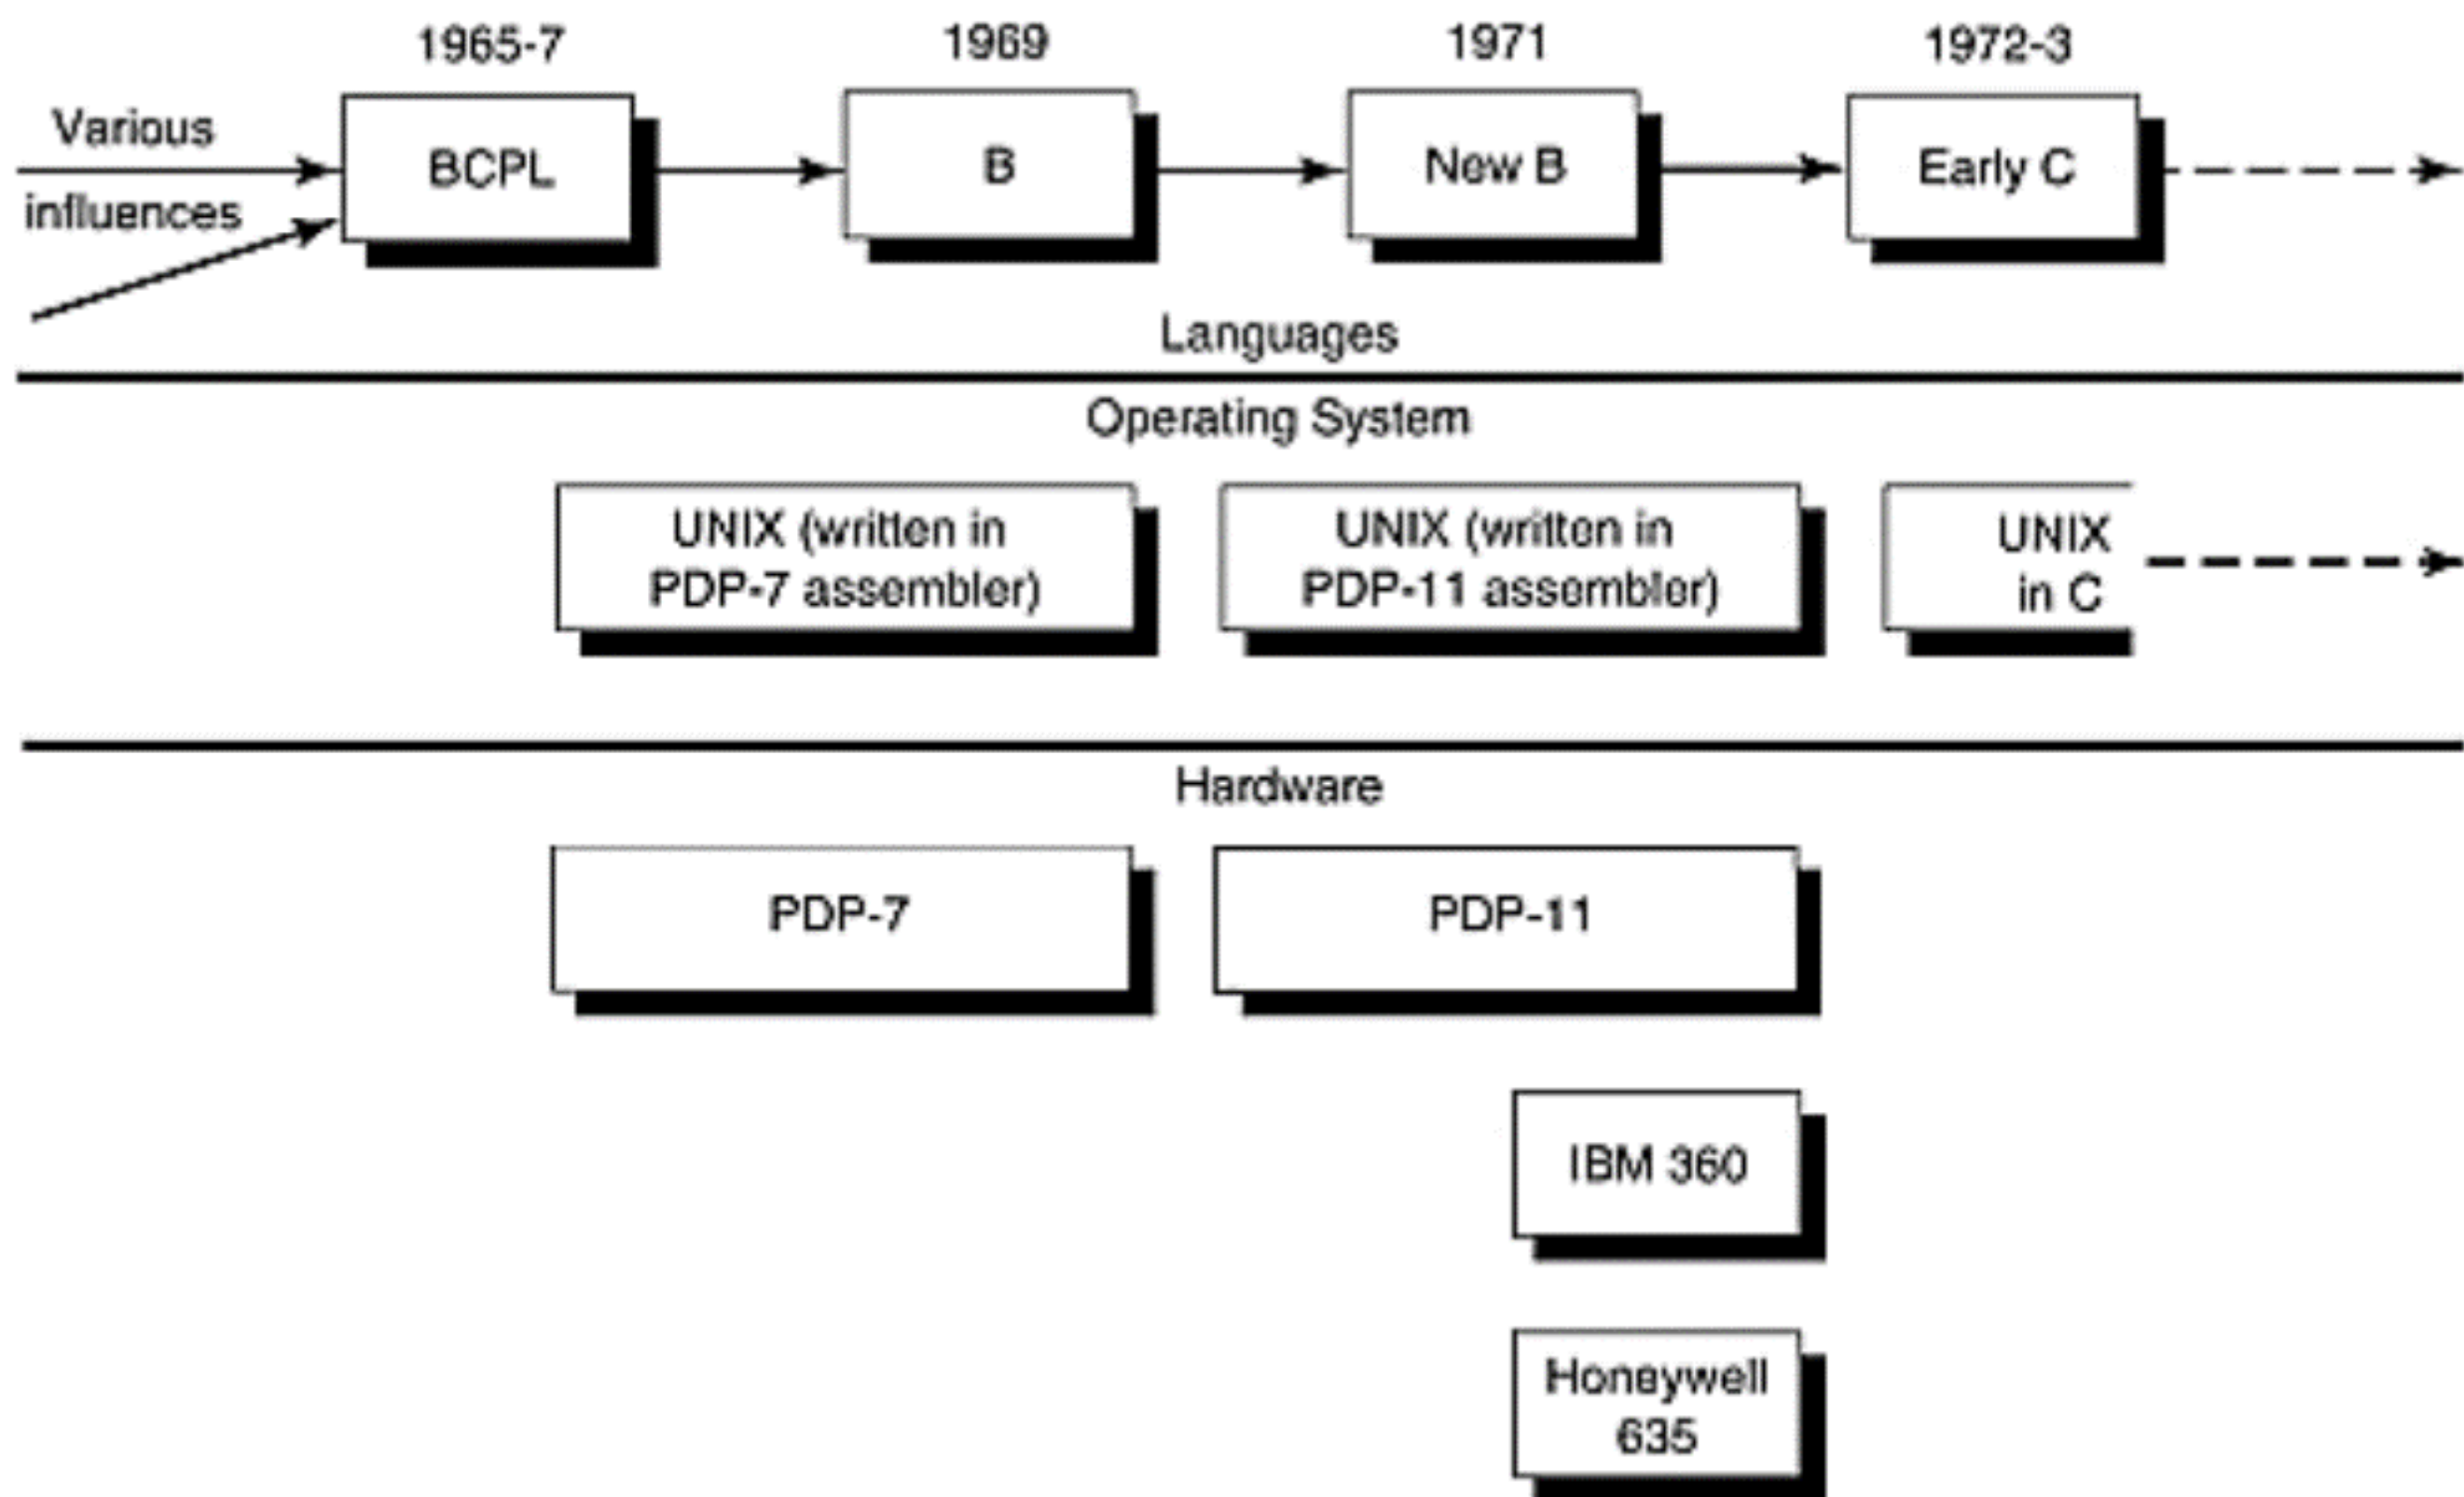 1965-7
1969
1971
1972-3
Various
influences
BCPL
B
New B
Early C
Languages
Operating System
UNIX (written in
PDP-7 assembler)
UNIX (written in
PDP-11 assembler)
UNIX
in C
Hardware
PDP-7
PDP-11
IBM 360
Honeywell
635